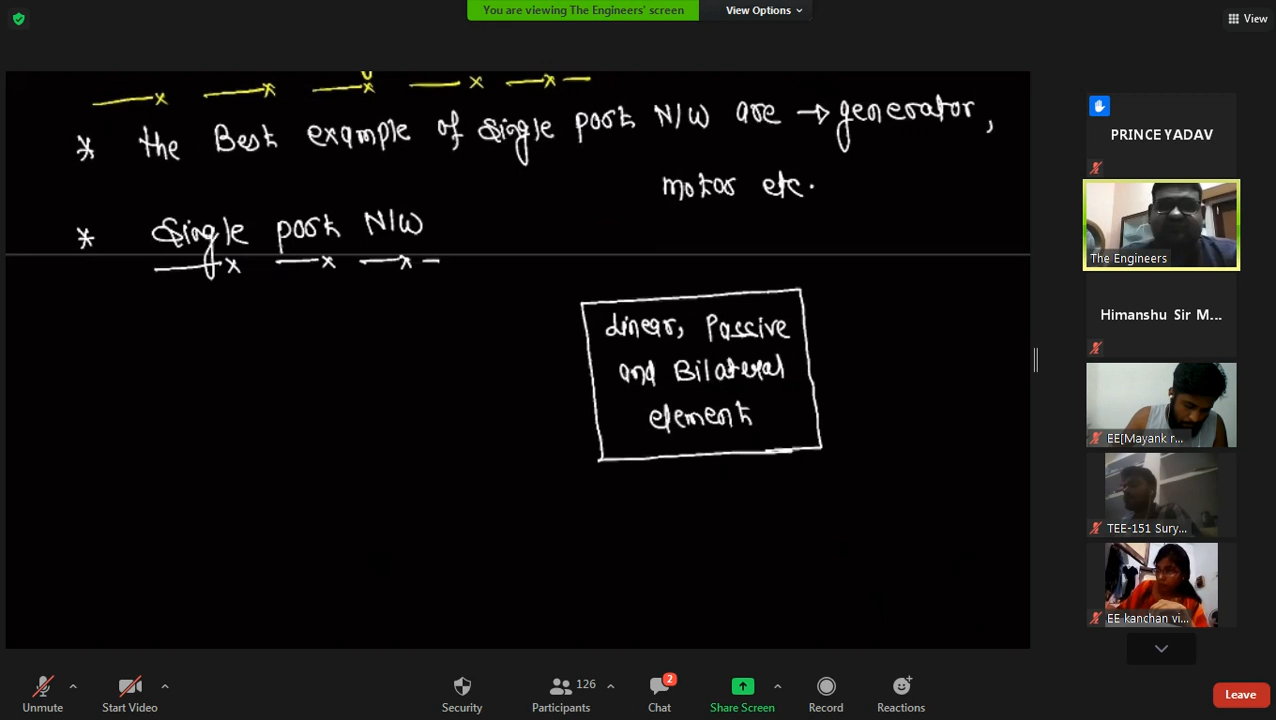 You are viewing The Engineers' screen
View Options
View
* the Best example of Single port N/W are → generator,
motor etc.
* Single port N/W
Linear, Passive
and Bilateral
element
PRINCE YADAV
The Engineers
Himanshu Sir M...
EE[Mayank r...
TEE-151 Sury...
EE kanchan vi...
Unmute
Start Video
Security
126
Participants
2
Chat
Share Screen
Record
Reactions
Leave